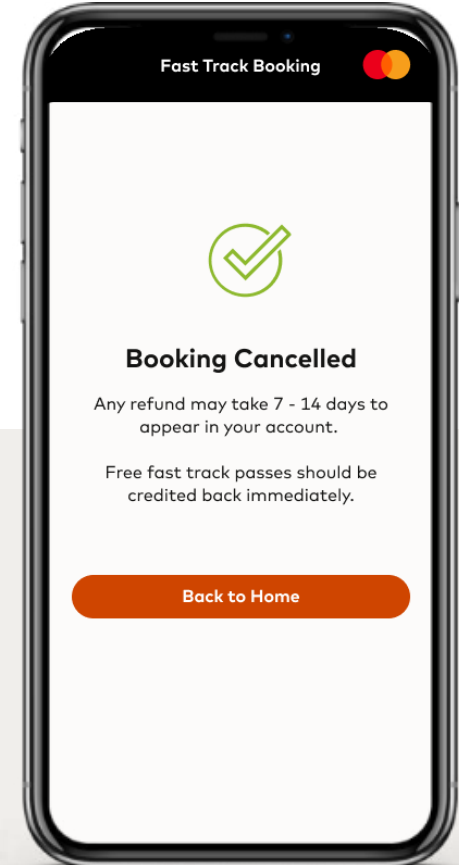 Fast Track Booking
Booking Cancelled
Any refund may take 7 - 14 days to
appear in your account.
Free fast track passes should be
credited back immediately.
Back to Home